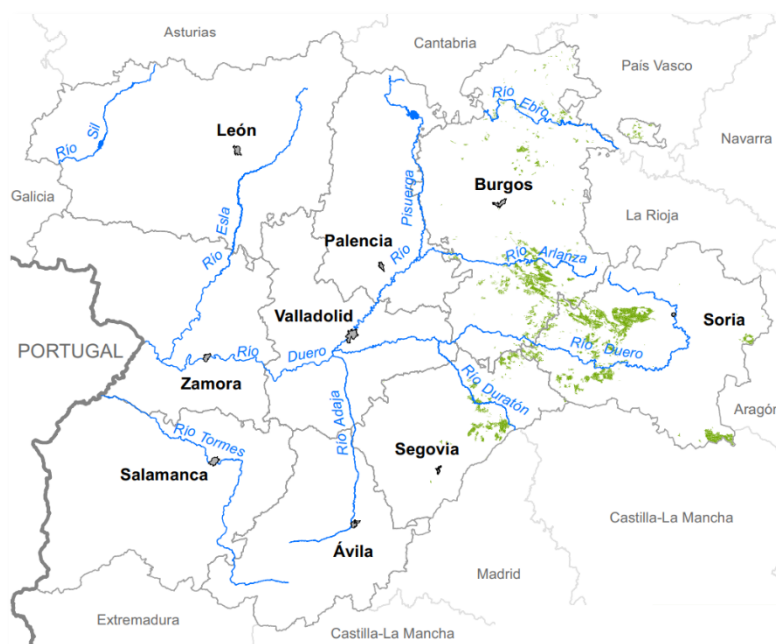 Asturias
Cantabria
País Vasco
Río Ebro
Río Sil
León
Navarra
Galicia
Burgos
Río Pisuerga
La Rioja
Río Esla
Palencia
Río Arlanza
Valladolid
Soria
PORTUGAL
Río Duero
Río Duero
Zamora
Río Duratón
Río Adaja
Aragón
Río Tormes
Segovia
Salamanca
Castilla-La Mancha
Ávila
Madrid
Extremadura
Castilla-La Mancha